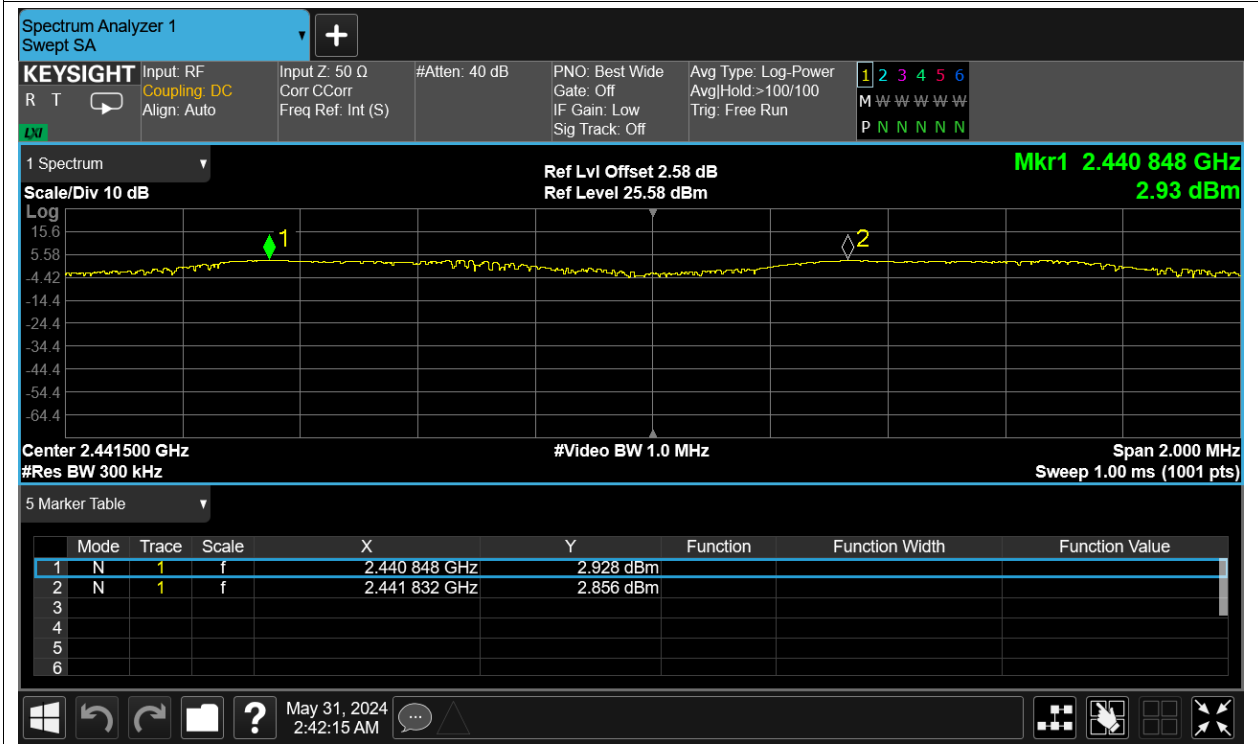 Spectrum Analyzer 1
Swept SA
KEYSIGHT
R T
LXI
Input: RF
Coupling: DC
Align: Auto
Input Z: 50 Ω
Corr CCorr
Freq Ref: Int (S)
#Atten: 40 dB
PNO: Best Wide
Gate: Off
IF Gain: Low
Sig Track: Off
Avg Type: Log-Power
Avg|Hold:>100/100
Trig: Free Run
1 2 3 4 5 6
M W W W W W
P N N N N N
1 Spectrum
Scale/Div 10 dB
Ref Lvl Offset 2.58 dB
Ref Level 25.58 dBm
Mkr1 2.440 848 GHz
2.93 dBm
Log
15.6
5.58
-4.42
-14.4
-24.4
-34.4
-44.4
-54.4
-64.4
1
2
Center 2.441500 GHz
#Res BW 300 kHz
#Video BW 1.0 MHz
Span 2.000 MHz
Sweep 1.00 ms (1001 pts)
5 Marker Table
Mode Trace Scale X Y Function Function Width Function Value
1 N 1 f 2.440 848 GHz 2.928 dBm
2 N 1 f 2.441 832 GHz 2.856 dBm
3
4
5
6
?
May 31, 2024
2:42:15 AM